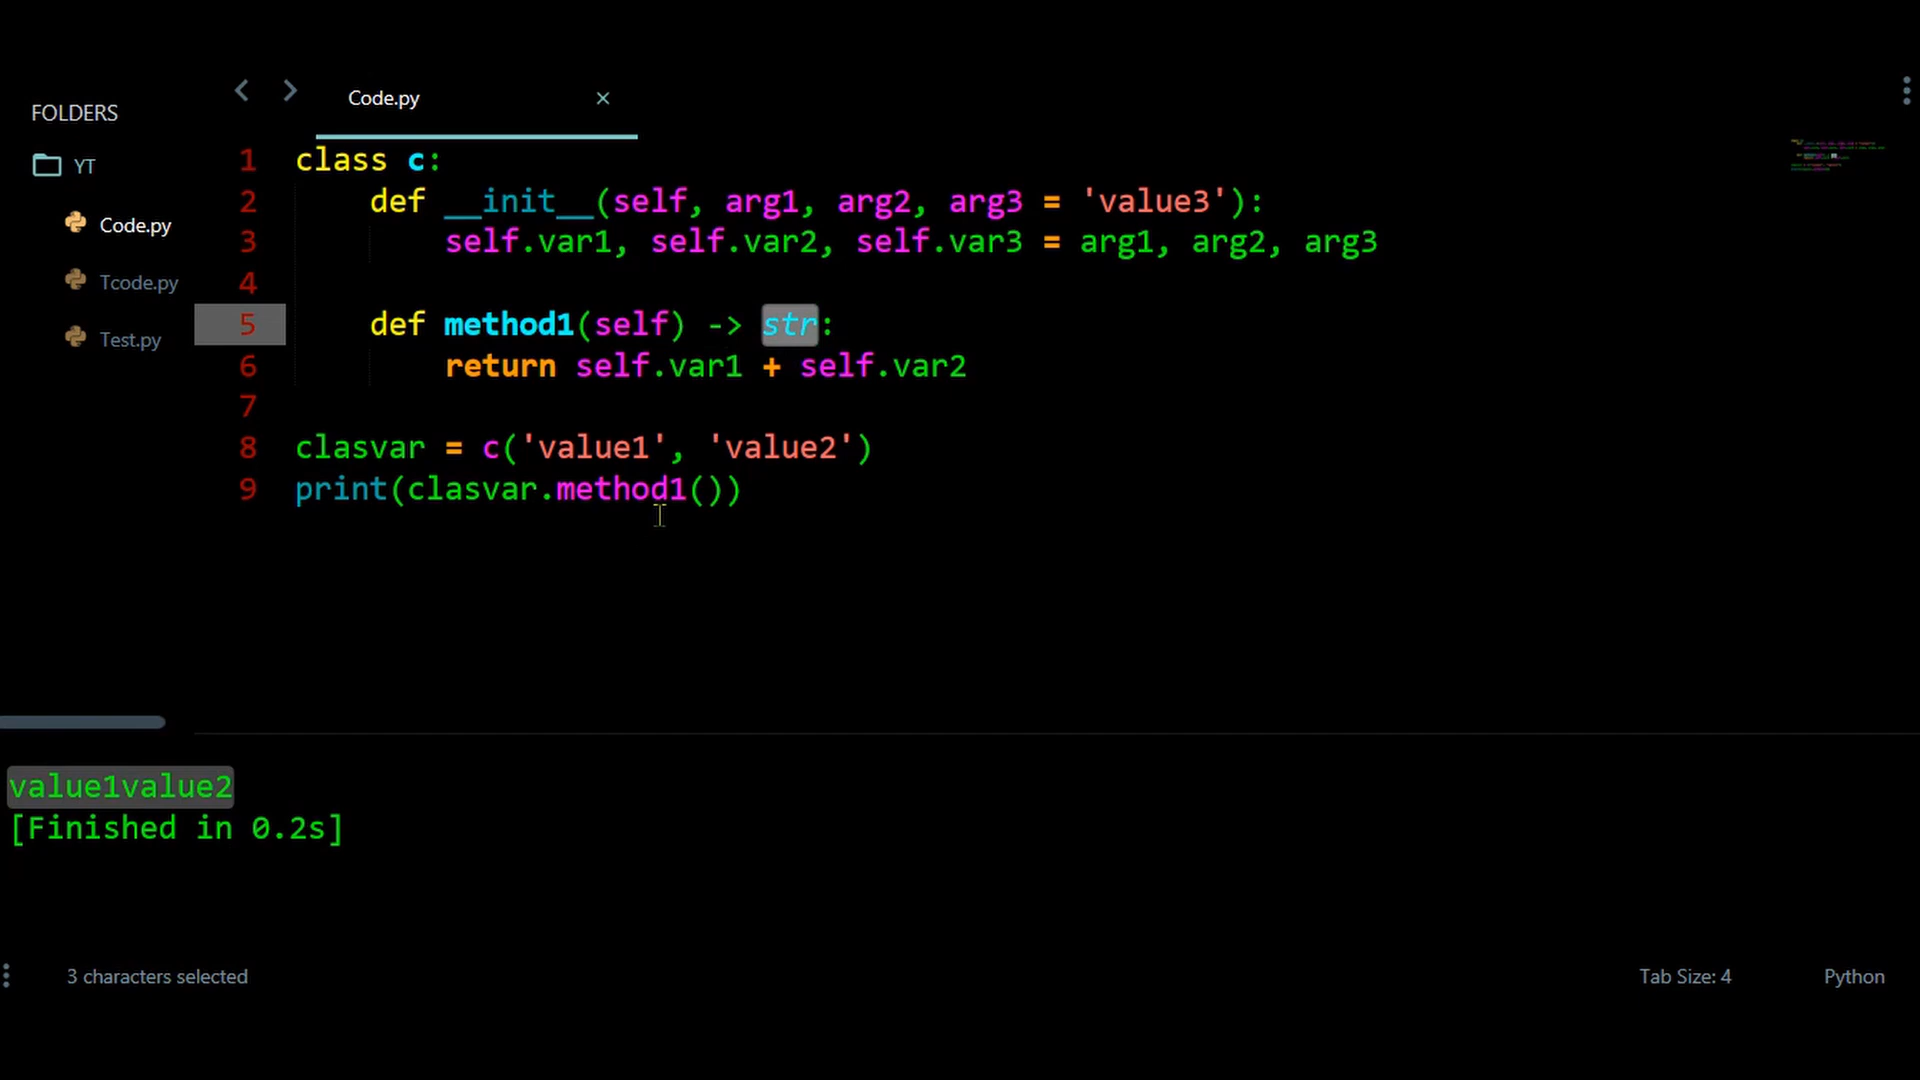 FOLDERS
YT
Code.py
Tcode.py
Test.py
Code.py ×
1 class c:
2     def __init__(self, arg1, arg2, arg3 = 'value3'):
3         self.var1, self.var2, self.var3 = arg1, arg2, arg3
4
5     def method1(self) -> str:
6         return self.var1 + self.var2
7
8 clasvar = c('value1', 'value2')
9 print(clasvar.method1())
value1value2
[Finished in 0.2s]
3 characters selected
Tab Size: 4
Python